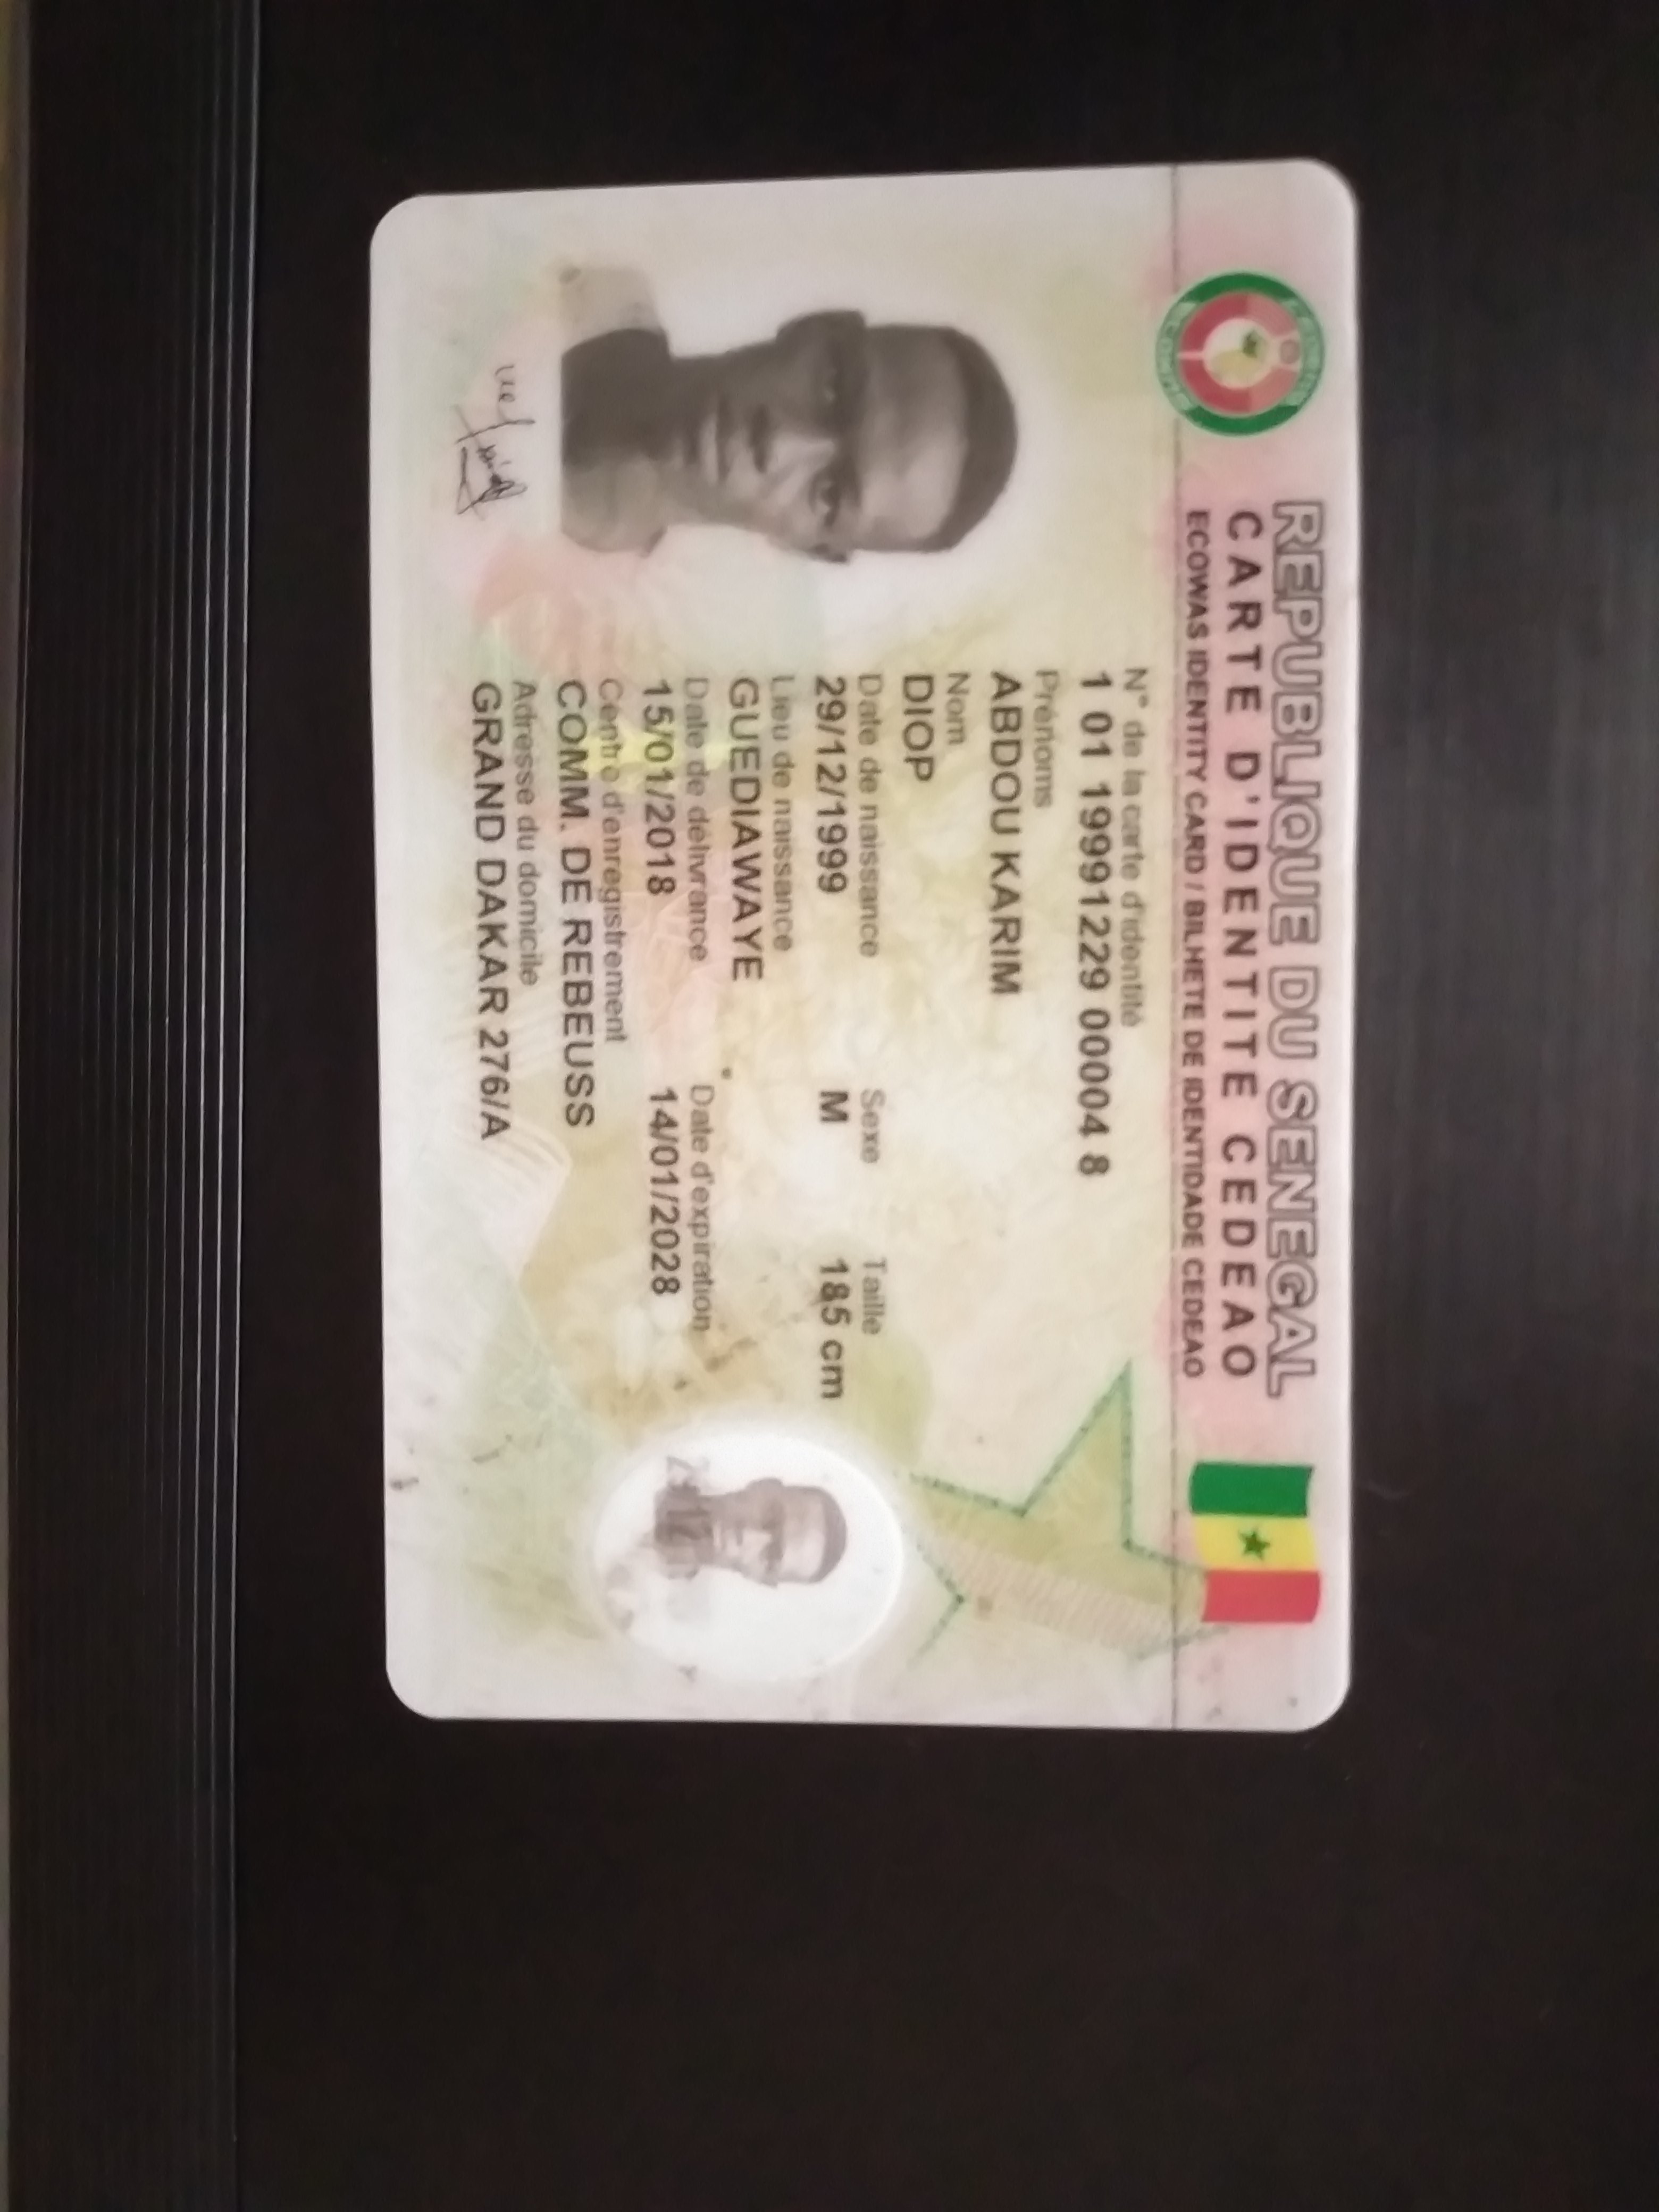 REPUBLIQUE DU SENEGAL
CARTE D'IDENTITE CEDEAO
ECOWAS IDENTITY CARD / BILHETE DE IDENTIDADE CEDEAO
N° de la carte d'identité
1 01 19991229 00004 8
Prénoms
ABDOU KARIM
Nom
DIOP
Date de naissance Sexe Taille
29/12/1999 M 185 cm
Lieu de naissance
GUEDIAWAYE
Date de délivrance Date d'expiration
15/01/2018 14/01/2028
Centre d'enregistrement
COMM. DE REBEUSS
Adresse du domicile
GRAND DAKAR 276/A